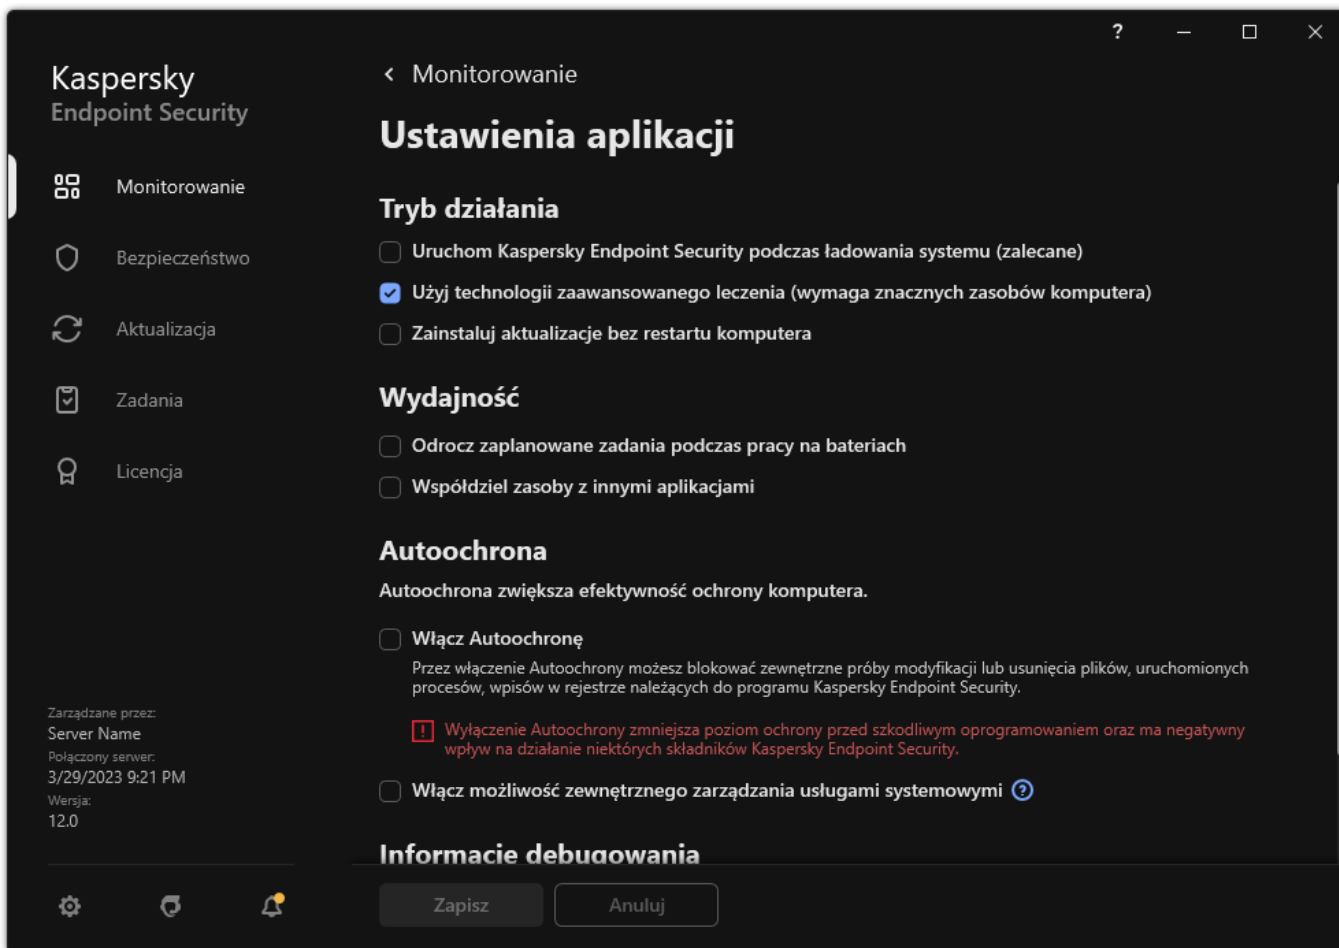 ?
Kaspersky
Endpoint Security
Monitorowanie
Bezpieczeństwo
Aktualizacja
Zadania
Licencja
Zarządzane przez:
Server Name
Połączony serwer:
3/29/2023 9:21 PM
Wersja:
12.0
Monitorowanie
Ustawienia aplikacji
Tryb działania
Uruchom Kaspersky Endpoint Security podczas ładowania systemu (zalecane)
Użyj technologii zaawansowanego leczenia (wymaga znacznych zasobów komputera)
Zainstaluj aktualizacje bez restartu komputera
Wydajność
Odrocz zaplanowane zadania podczas pracy na bateriach
Współdziel zasoby z innymi aplikacjami
Autoochrona
Autoochrona zwiększa efektywność ochrony komputera.
Włącz Autoochronę
Przez włączenie Autoochrony możesz blokować zewnętrzne próby modyfikacji lub usunięcia plików, uruchomionych
procesów, wpisów w rejestrze należących do programu Kaspersky Endpoint Security.
Wyłączenie Autoochrony zmniejsza poziom ochrony przed szkodliwym oprogramowaniem oraz ma negatywny
wpływ na działanie niektórych składników Kaspersky Endpoint Security.
Włącz możliwość zewnętrznego zarządzania usługami systemowymi ?
Informacje debugowania
Zapisz
Anuluj